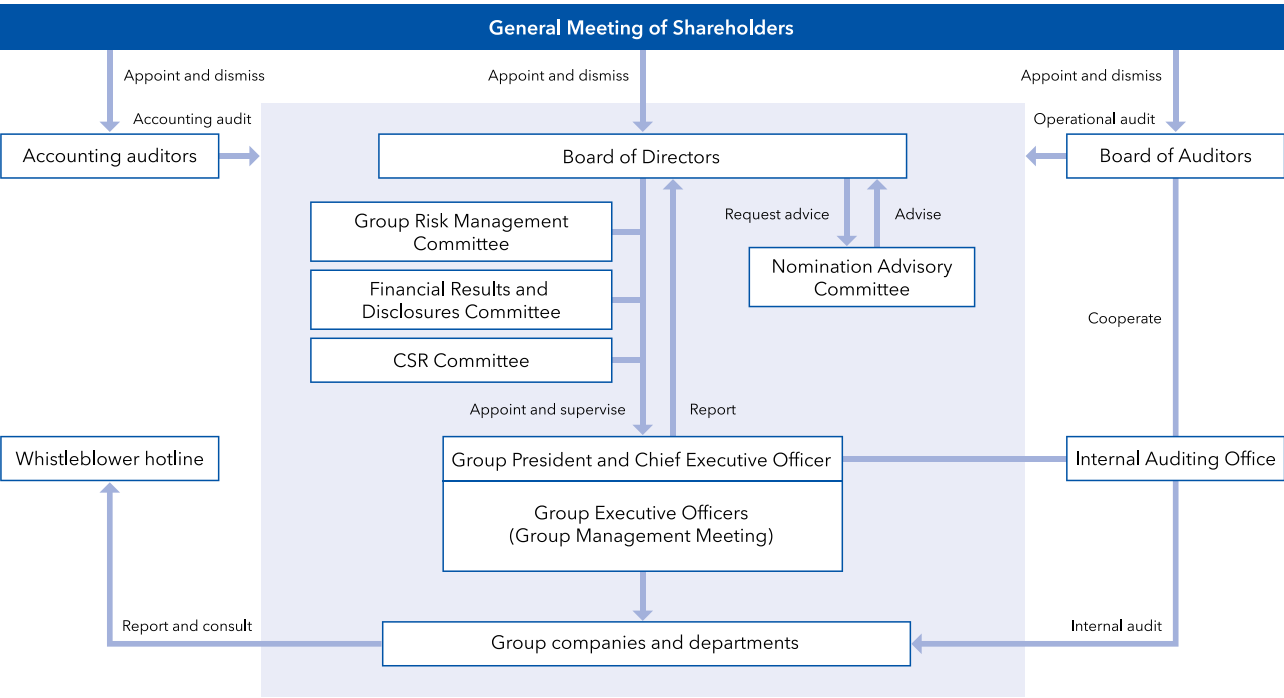 General Meeting of Shareholders
Appoint and dismiss
Appoint and dismiss
Appoint and dismiss
Accounting audit
Operational audit
Accounting auditors
Board of Directors
Board of Auditors
Group Risk Management
Committee
Request advice
Advise
Nomination Advisory
Committee
Financial Results and
Disclosures Committee
Cooperate
CSR Committee
Appoint and supervise
Report
Whistleblower hotline
Group President and Chief Executive Officer
Internal Auditing Office
Group Executive Officers
(Group Management Meeting)
Report and consult
Internal audit
Group companies and departments